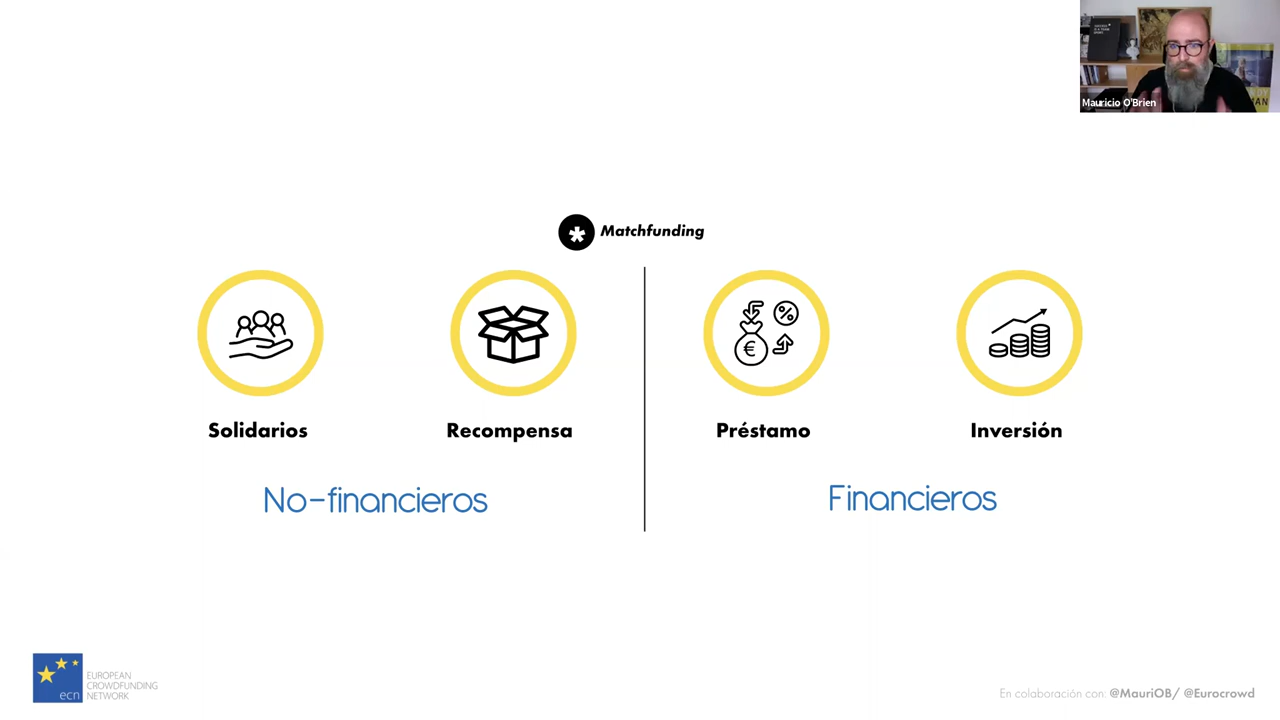 Mauricio O'Brien
* Matchfunding
%
€
Solidarios
Recompensa
Préstamo
Inversión
No-financieros
Financieros
ecn
EUROPEAN
CROWDFUNDING
NETWORK
En colaboración con: @MauriOB/ @Eurocrowd